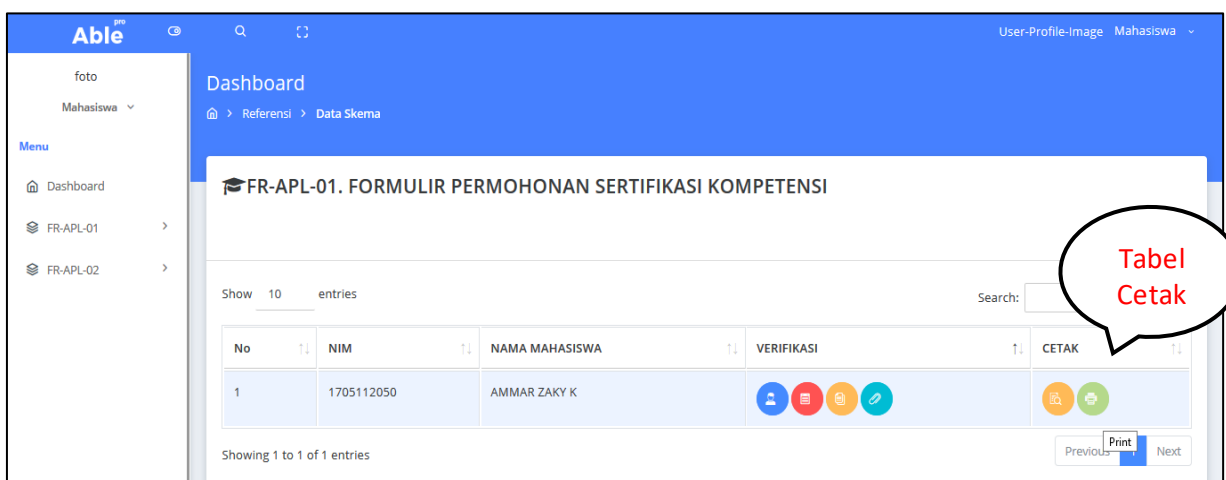 Able pro
User-Profile-Image Mahasiswa
foto
Mahasiswa
Menu
Dashboard
FR-APL-01
FR-APL-02
Dashboard
Referensi > Data Skema
FR-APL-01. FORMULIR PERMOHONAN SERTIFIKASI KOMPETENSI
Tabel
Cetak
Show 10 entries
Search:
No NIM NAMA MAHASISWA VERIFIKASI CETAK
1 1705112050 AMMAR ZAKY K
Print
Showing 1 to 1 of 1 entries
Previous 1 Next